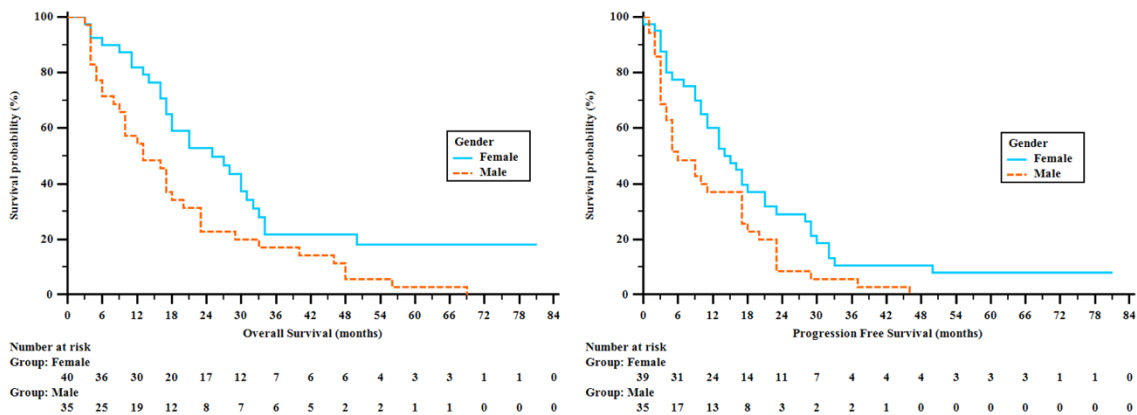 100
80
60
40
20
0
Survival probability (%)
Gender
Female
Male
0 6 12 18 24 30 36 42 48 54 60 66 72 78 84
Overall Survival (months)
Number at risk
Group: Female
40 36 30 20 17 12 7 6 6 4 3 3 1 1 0
Group: Male
35 25 19 12 8 7 6 5 2 2 1 1 0 0 0
100
80
60
40
20
0
Survival probability (%)
Gender
Female
Male
0 6 12 18 24 30 36 42 48 54 60 66 72 78 84
Progression Free Survival (months)
Number at risk
Group: Female
39 31 24 14 11 7 4 4 4 3 3 3 1 1 0
Group: Male
35 17 13 8 3 2 2 1 0 0 0 0 0 0 0